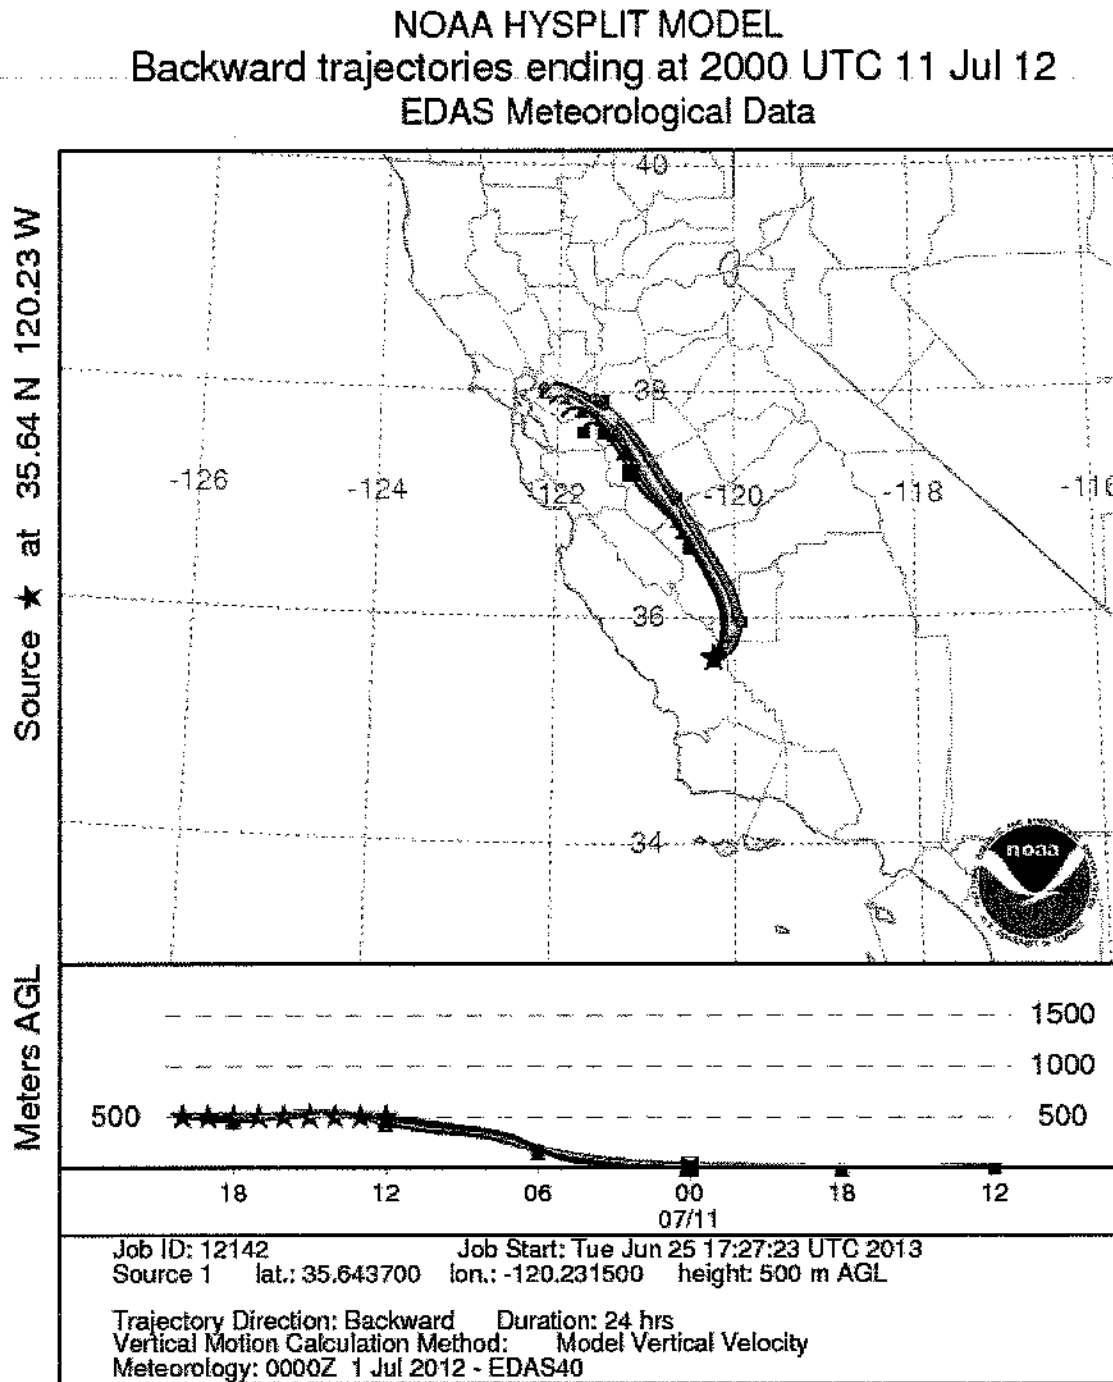 NOAA HYSPLIT MODEL
Backward trajectories ending at 2000 UTC 11 Jul 12
EDAS Meteorological Data
Source ★ at 35.64 N 120.23 W
40
38
-126
-124
-122
-120
-118
-116
36
34
noaa
Meters AGL
1500
1000
500
500
18
12
06
00
18
12
07/11
Job ID: 12142 Job Start: Tue Jun 25 17:27:23 UTC 2013
Source 1 lat.: 35.643700 lon.: -120.231500 height: 500 m AGL
Trajectory Direction: Backward Duration: 24 hrs
Vertical Motion Calculation Method: Model Vertical Velocity
Meteorology: 0000Z 1 Jul 2012 - EDAS40